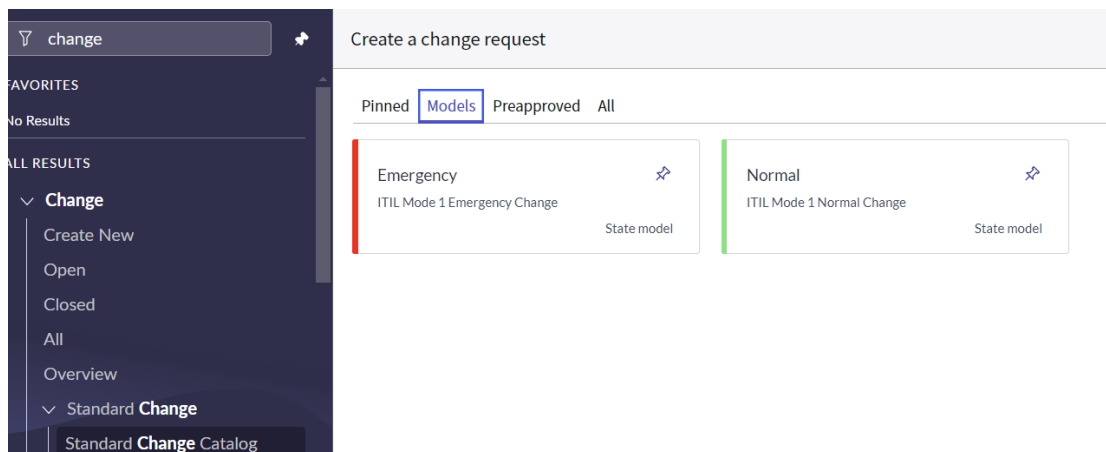 change
FAVORITES
No Results
ALL RESULTS
Change
Create New
Open
Closed
All
Overview
Standard Change
Standard Change Catalog
Create a change request
Pinned Models Preapproved All
Emergency
ITIL Mode 1 Emergency Change
State model
Normal
ITIL Mode 1 Normal Change
State model